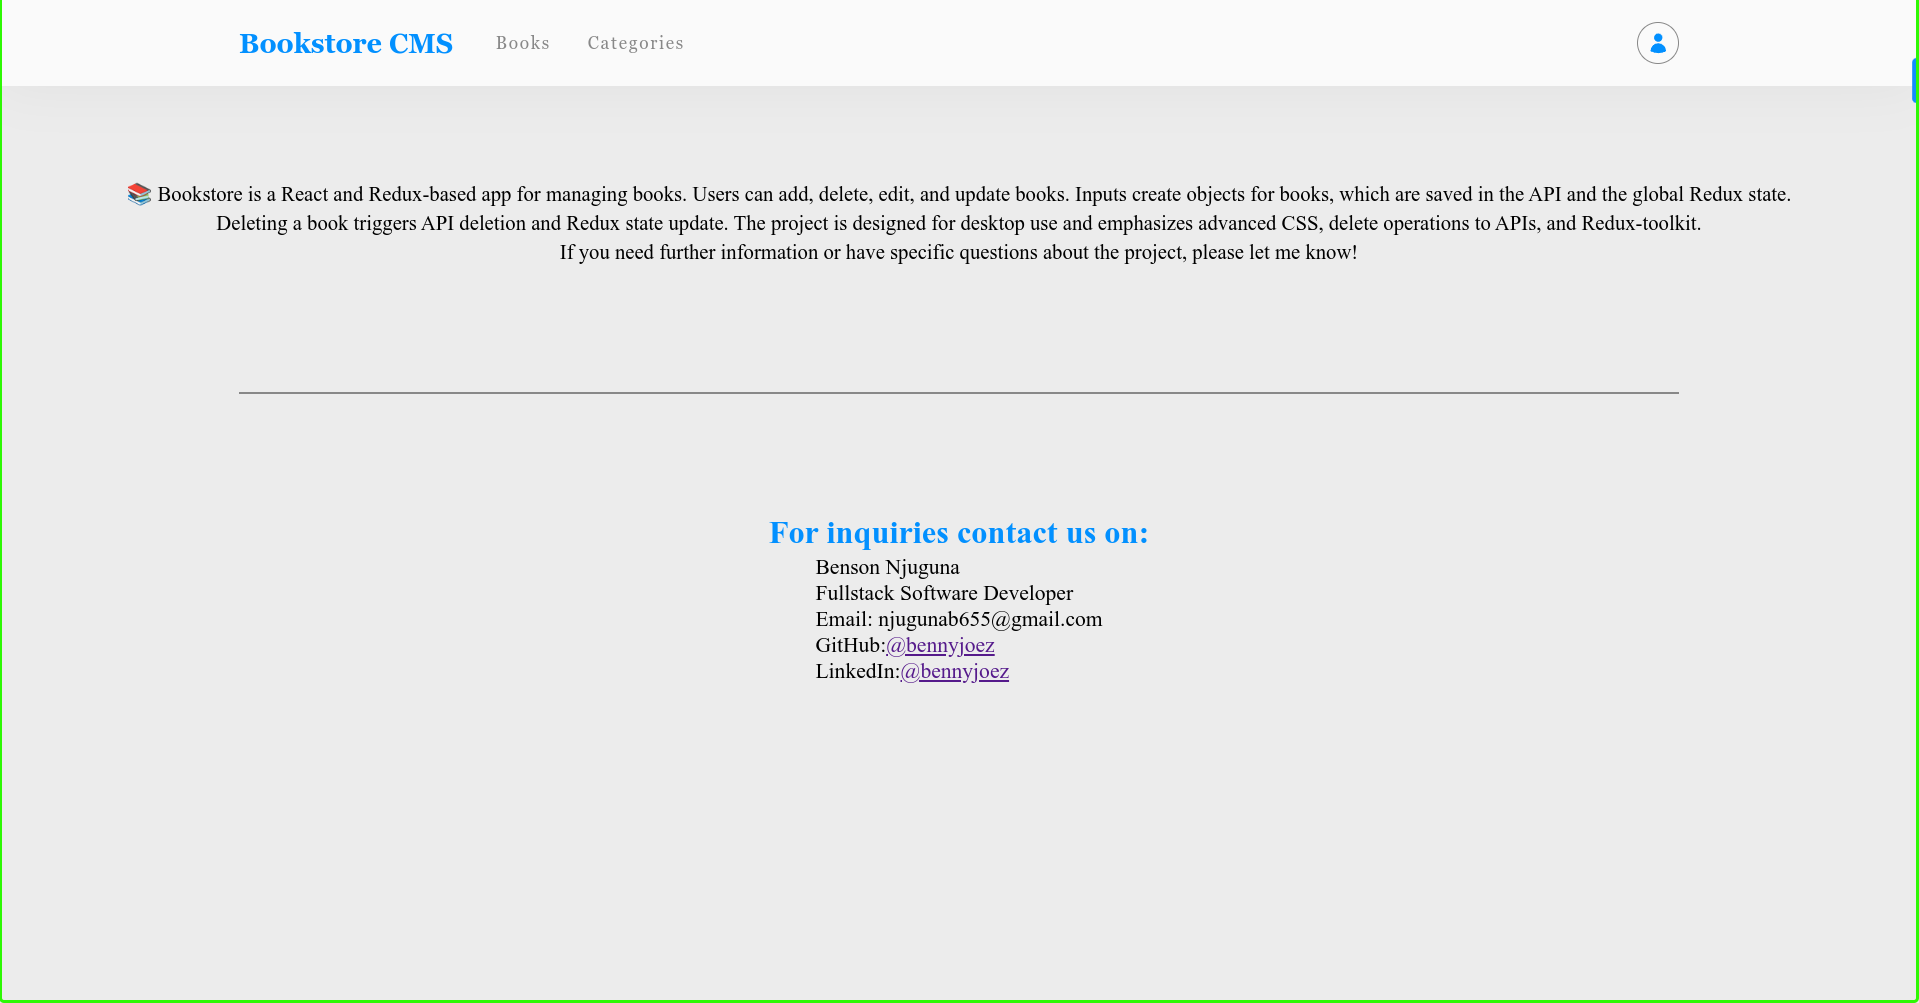 Bookstore CMS Books Categories
📚 Bookstore is a React and Redux-based app for managing books. Users can add, delete, edit, and update books. Inputs create objects for books, which are saved in the API and the global Redux state.
Deleting a book triggers API deletion and Redux state update. The project is designed for desktop use and emphasizes advanced CSS, delete operations to APIs, and Redux-toolkit.
If you need further information or have specific questions about the project, please let me know!
For inquiries contact us on:
Benson Njuguna
Fullstack Software Developer
Email: njugunab655@gmail.com
GitHub:@bennyjoez
LinkedIn:@bennyjoez